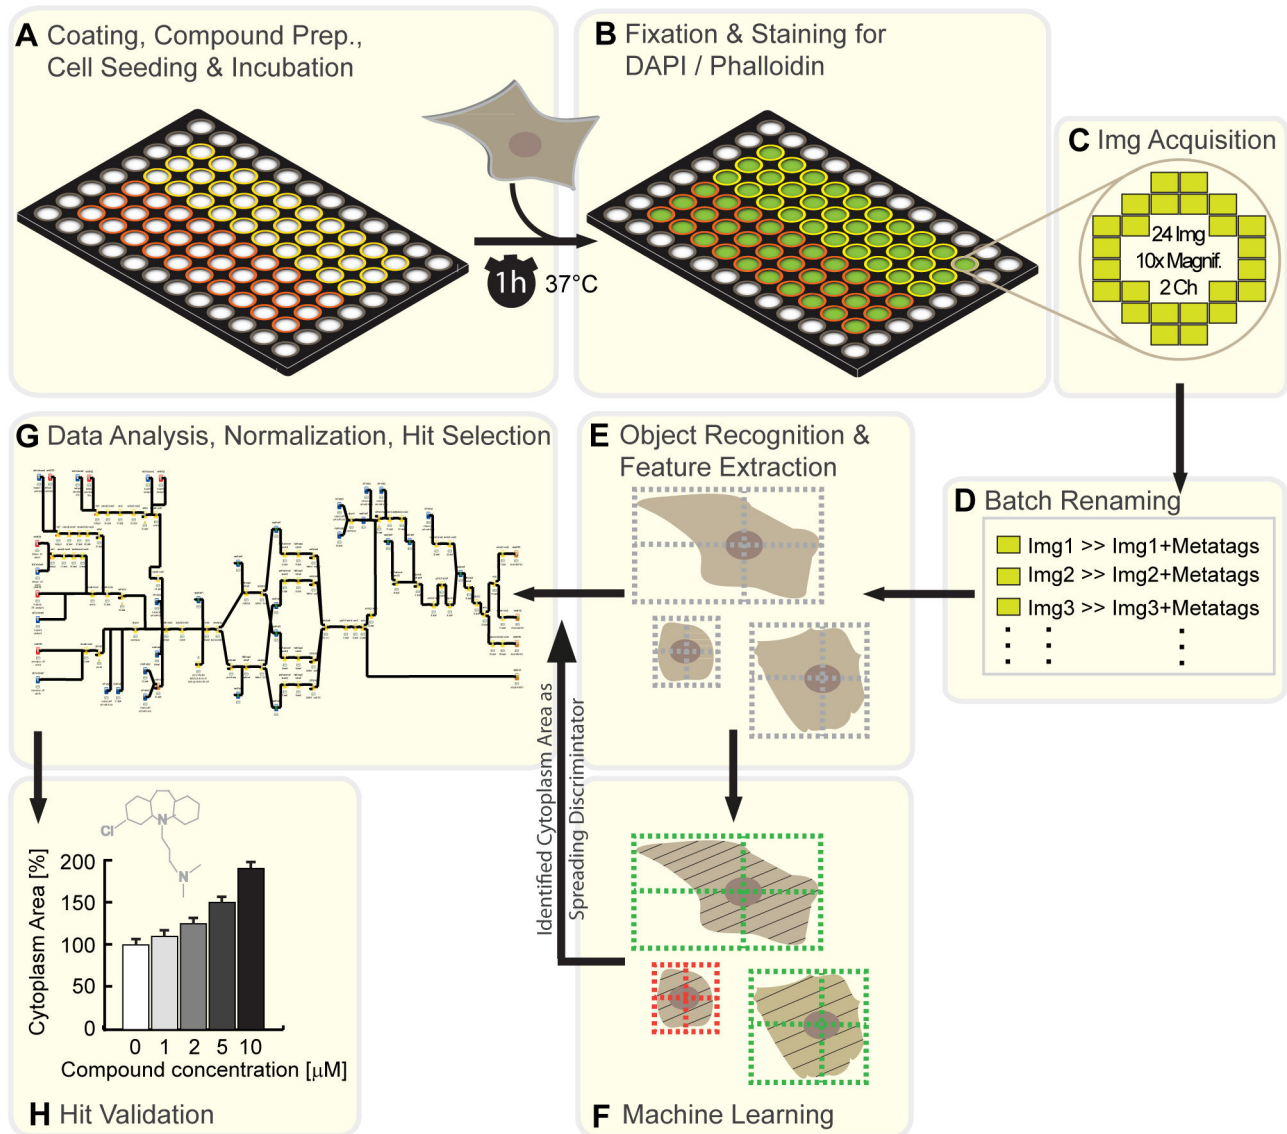 A Coating, Compound Prep.,
Cell Seeding & Incubation
B Fixation & Staining for
DAPI / Phalloidin
1h 37°C
C Img Acquisition
24 Img
10x Magnif.
2 Ch
D Batch Renaming
Img1 >> Img1+Metatags
Img2 >> Img2+Metatags
Img3 >> Img3+Metatags
E Object Recognition &
Feature Extraction
G Data Analysis, Normalization, Hit Selection
Identified Cytoplasm Area as
Spreading Discrimintator
F Machine Learning
Cl
N
N
Cytoplasm Area [%]
200
150
100
50
0
0 1 2 5 10
Compound concentration [µM]
H Hit Validation